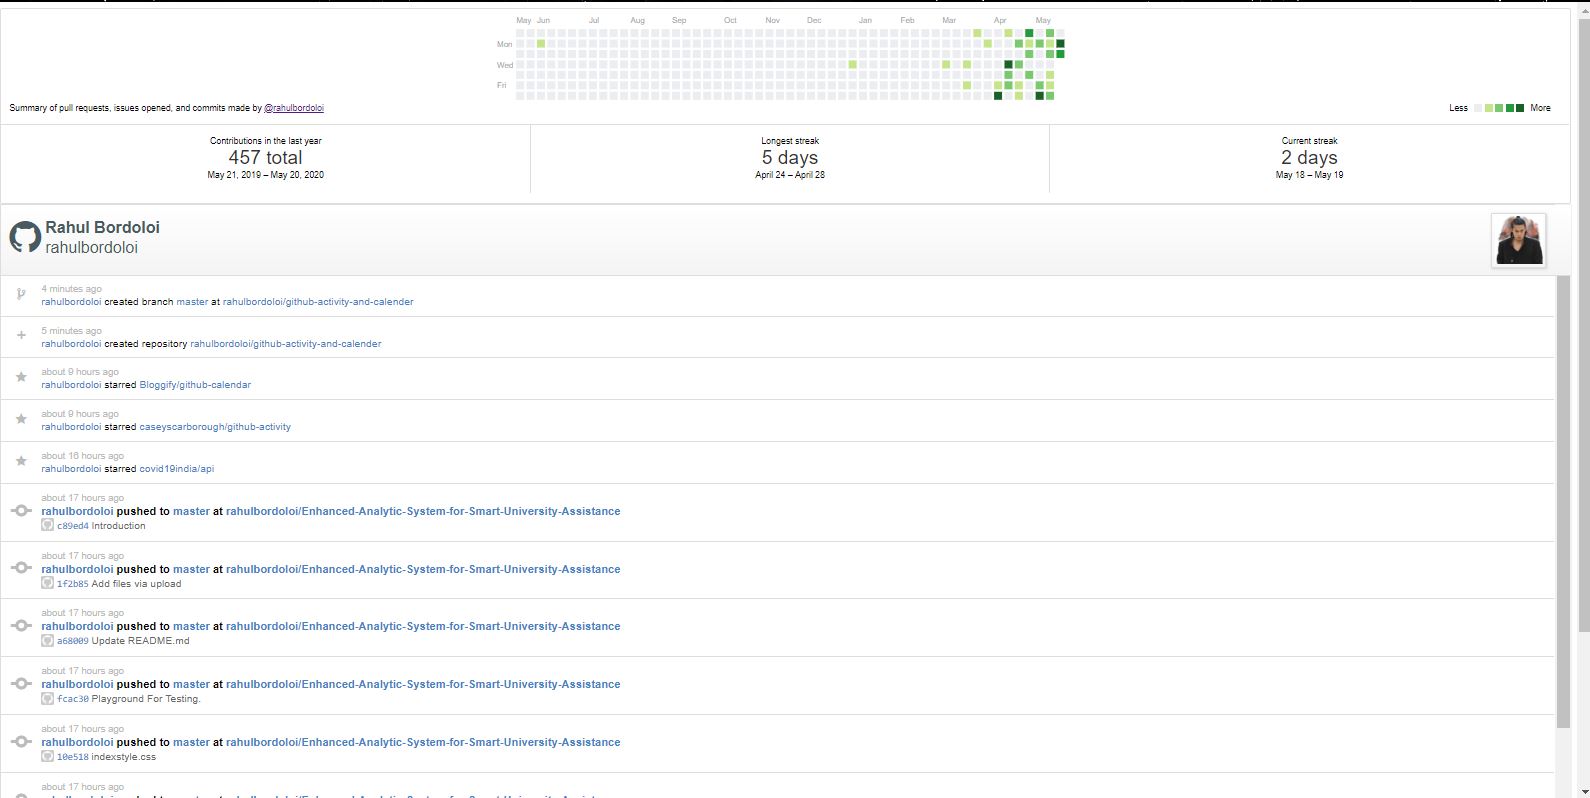 May Jun Jul Aug Sep Oct Nov Dec Jan Feb Mar Apr May
Mon
Wed
Fri
Summary of pull requests, issues opened, and commits made by @rahulbordoloi
Less More
Contributions in the last year
457 total
May 21, 2019 – May 20, 2020
Longest streak
5 days
April 24 – April 28
Current streak
2 days
May 18 – May 19
Rahul Bordoloi
rahulbordoloi
4 minutes ago
rahulbordoloi created branch master at rahulbordoloi/github-activity-and-calender
5 minutes ago
rahulbordoloi created repository rahulbordoloi/github-activity-and-calender
about 9 hours ago
rahulbordoloi starred Bloggify/github-calendar
about 9 hours ago
rahulbordoloi starred caseyscarborough/github-activity
about 16 hours ago
rahulbordoloi starred covid19india/api
about 17 hours ago
rahulbordoloi pushed to master at rahulbordoloi/Enhanced-Analytic-System-for-Smart-University-Assistance
c89ed4 Introduction
about 17 hours ago
rahulbordoloi pushed to master at rahulbordoloi/Enhanced-Analytic-System-for-Smart-University-Assistance
1f2b85 Add files via upload
about 17 hours ago
rahulbordoloi pushed to master at rahulbordoloi/Enhanced-Analytic-System-for-Smart-University-Assistance
a68009 Update README.md
about 17 hours ago
rahulbordoloi pushed to master at rahulbordoloi/Enhanced-Analytic-System-for-Smart-University-Assistance
fcac30 Playground For Testing.
about 17 hours ago
rahulbordoloi pushed to master at rahulbordoloi/Enhanced-Analytic-System-for-Smart-University-Assistance
10e518 indexstyle.css
about 17 hours ago